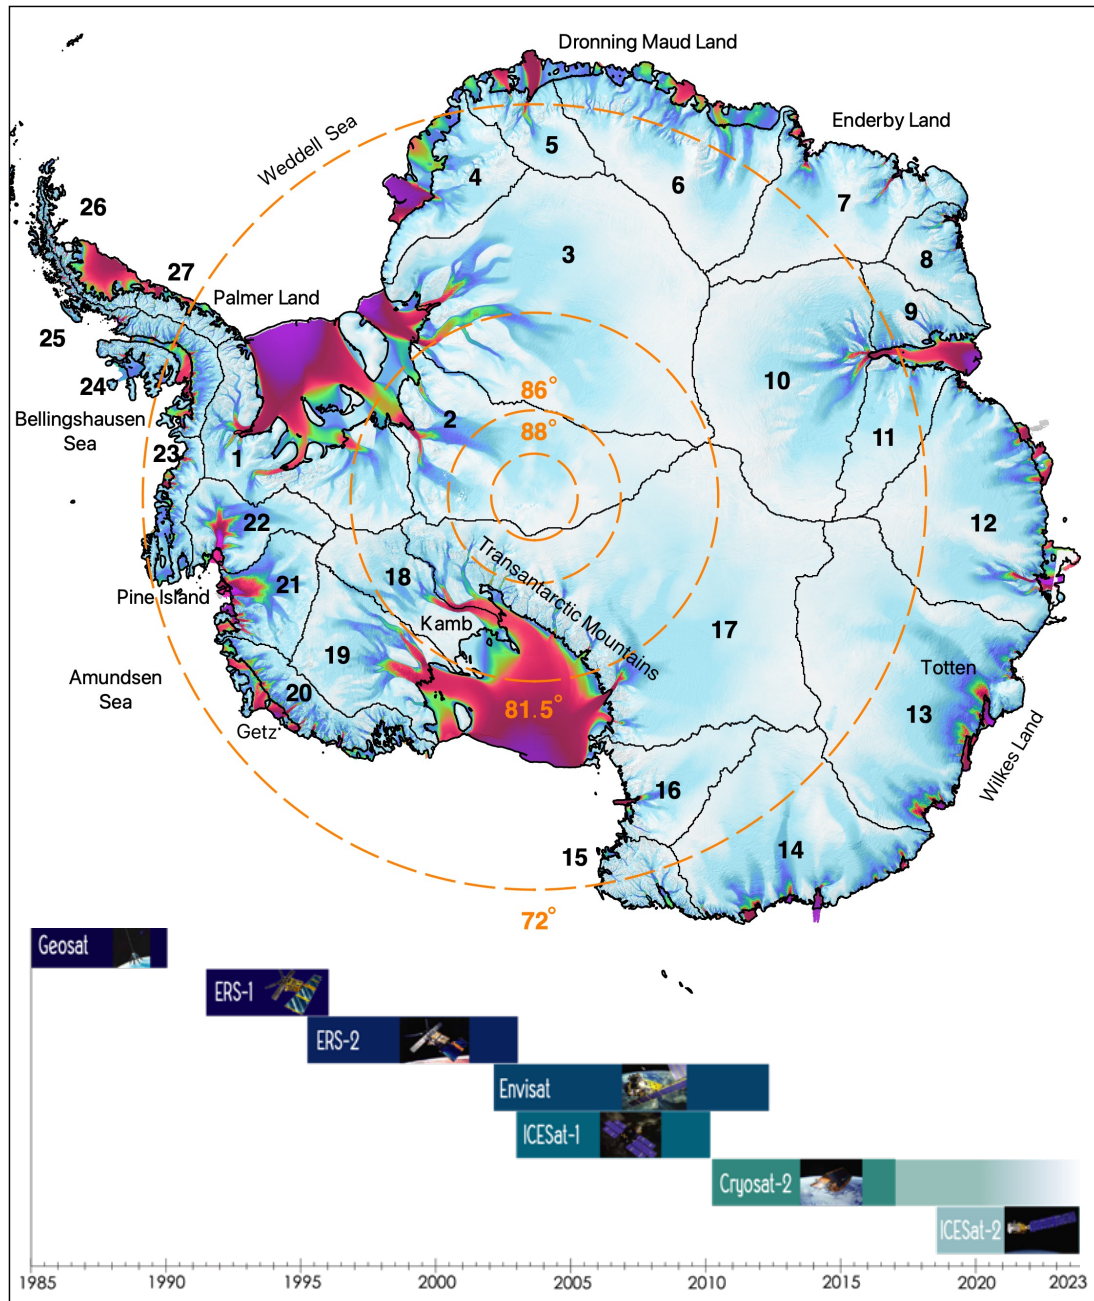 Dronning Maud Land
Enderby Land
Weddell Sea
5
4
6
7
26
3
8
27
Palmer Land
9
25
24
86°
10
88°
2
Bellingshausen
Sea
11
23
1
22
12
Transantarctic Mountains
18
21
Pine Island
Kamb
17
19
Totten
Amundsen
Sea
20
81.5°
13
Getz
Wilkes Land
16
15
14
72°
Geosat
ERS-1
ERS-2
Envisat
ICESat-1
Cryosat-2
ICESat-2
1985 1990 1995 2000 2005 2010 2015 2020 2023